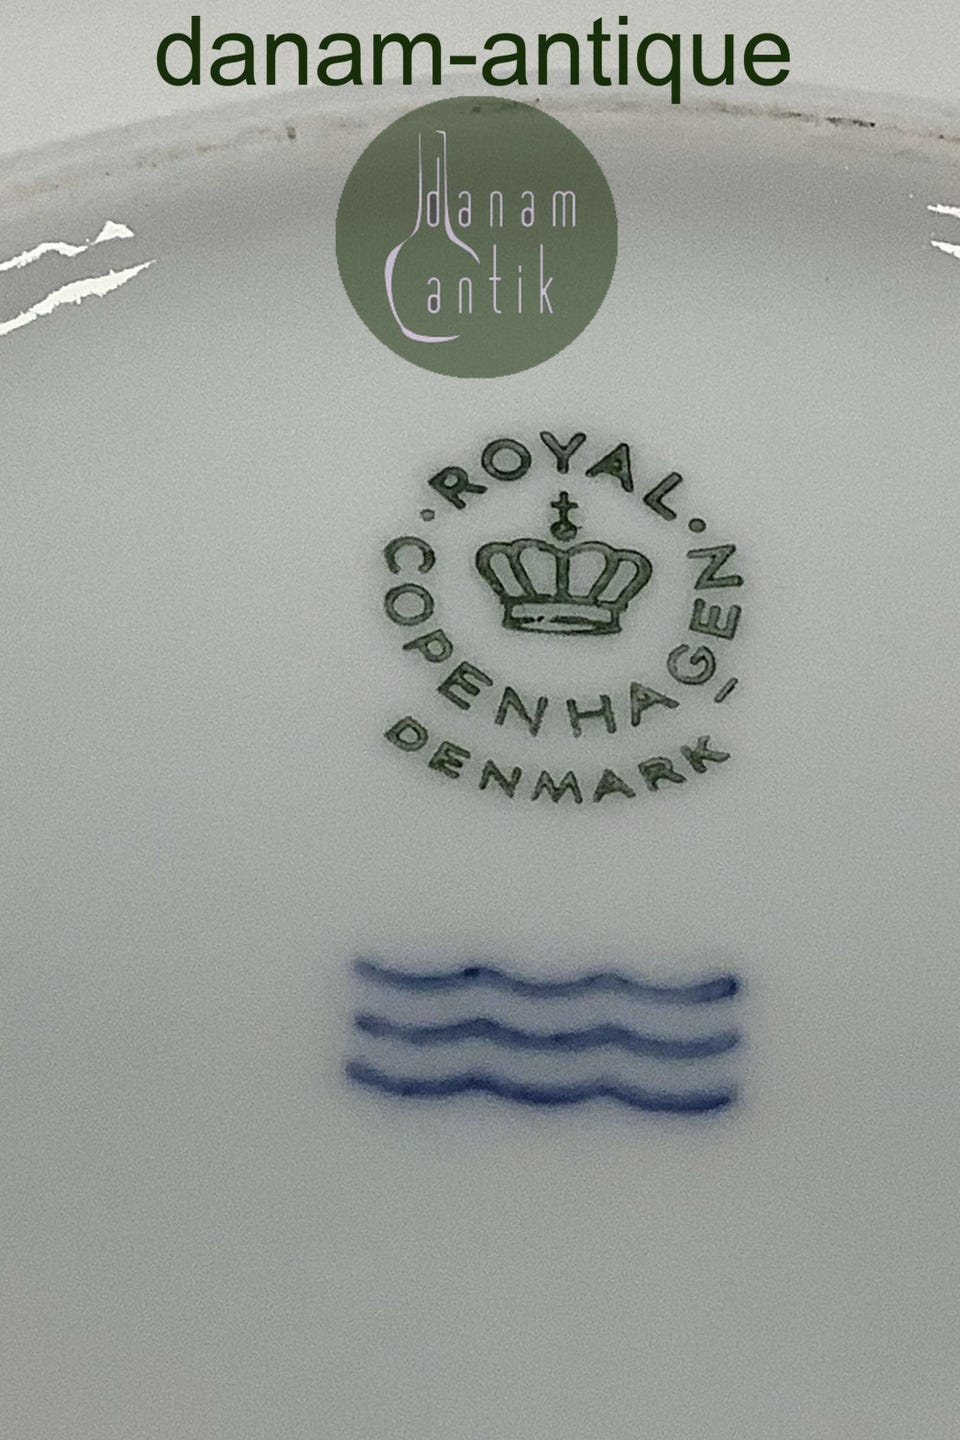 danam-antique
danam
antik
ROYAL
COPENHAGEN
DENMARK